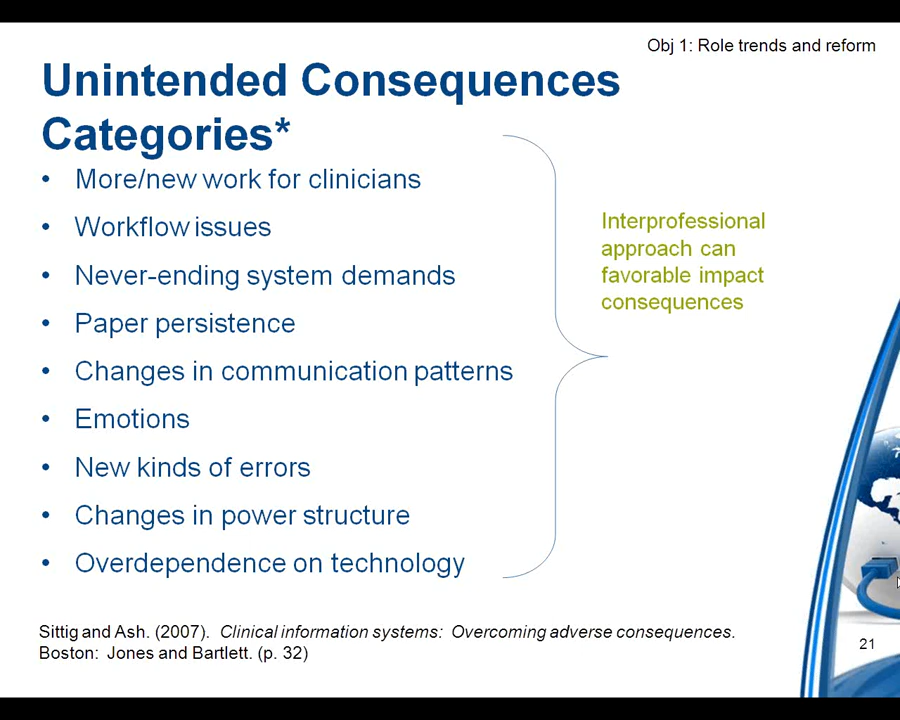 Obj 1: Role trends and reform
Unintended Consequences
Categories*
• More/new work for clinicians
• Workflow issues
• Never-ending system demands
• Paper persistence
• Changes in communication patterns
• Emotions
• New kinds of errors
• Changes in power structure
• Overdependence on technology
Interprofessional
approach can
favorable impact
consequences
Sittig and Ash. (2007). Clinical information systems: Overcoming adverse consequences.
Boston: Jones and Bartlett. (p. 32)
21